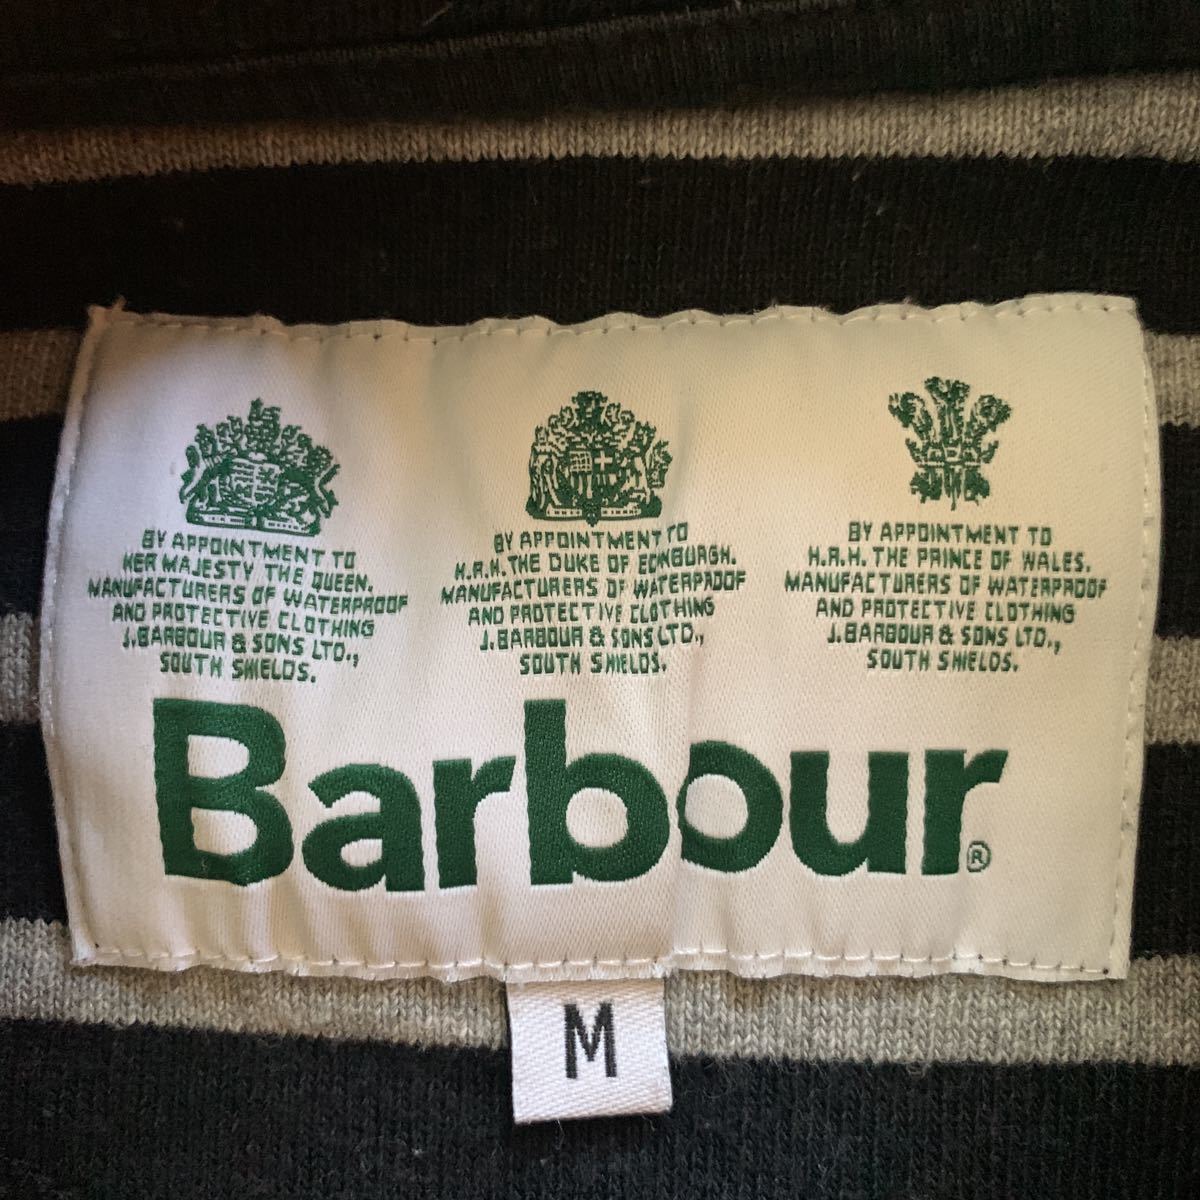 BY APPOINTMENT TO
HER MAJESTY THE QUEEN.
MANUFACTURERS OF WATERPROOF
AND PROTECTIVE CLOTHING
J.BARBOUR & SONS LTD.,
SOUTH SHIELDS.
BY APPOINTMENT TO
H.R.H. THE DUKE OF EDINBURGH.
MANUFACTURERS OF WATERPROOF
AND PROTECTIVE CLOTHING
J.BARBOUR & SONS LTD.,
SOUTH SHIELDS.
BY APPOINTMENT TO
H.R.H. THE PRINCE OF WALES.
MANUFACTURERS OF WATERPROOF
AND PROTECTIVE CLOTHING
J.BARBOUR & SONS LTD.,
SOUTH SHIELDS.
Barbour®
M